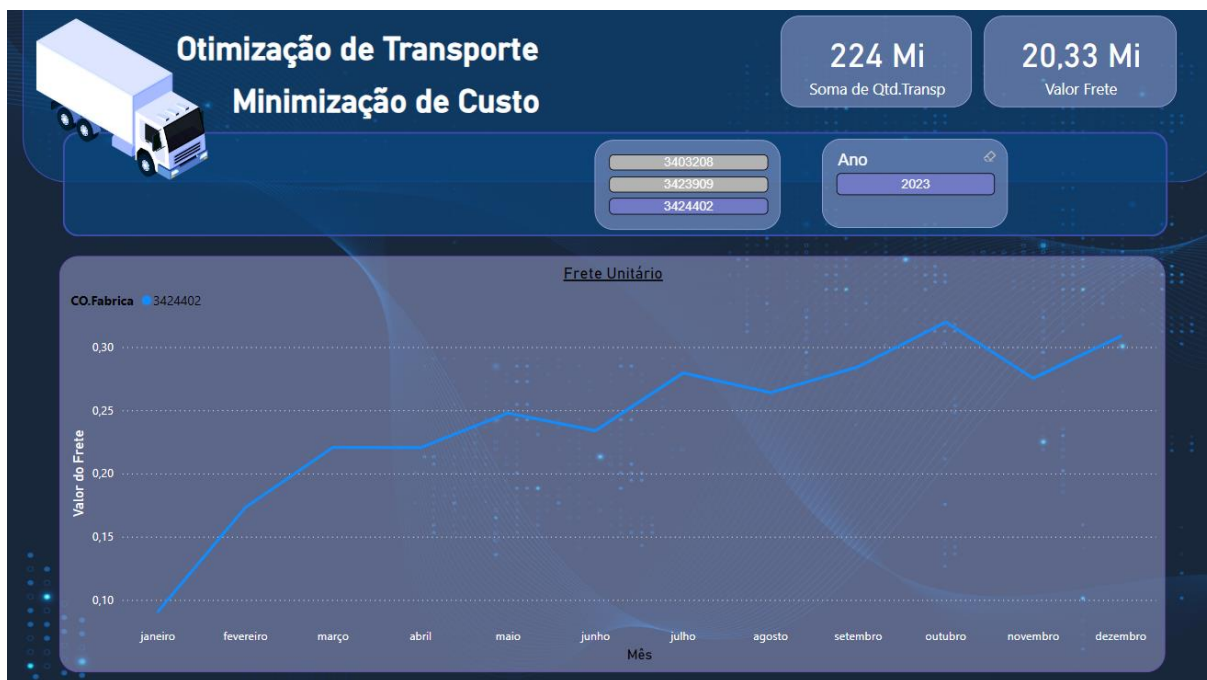 Otimização de Transporte
Minimização de Custo
224 Mi
Soma de Qtd.Transp
20,33 Mi
Valor Frete
3403208
3423909
3424402
Ano
2023
Frete Unitário
CO.Fabrica 3424402
Valor do Frete
0,30
0,25
0,20
0,15
0,10
janeiro fevereiro março abril maio junho julho agosto setembro outubro novembro dezembro
Mês